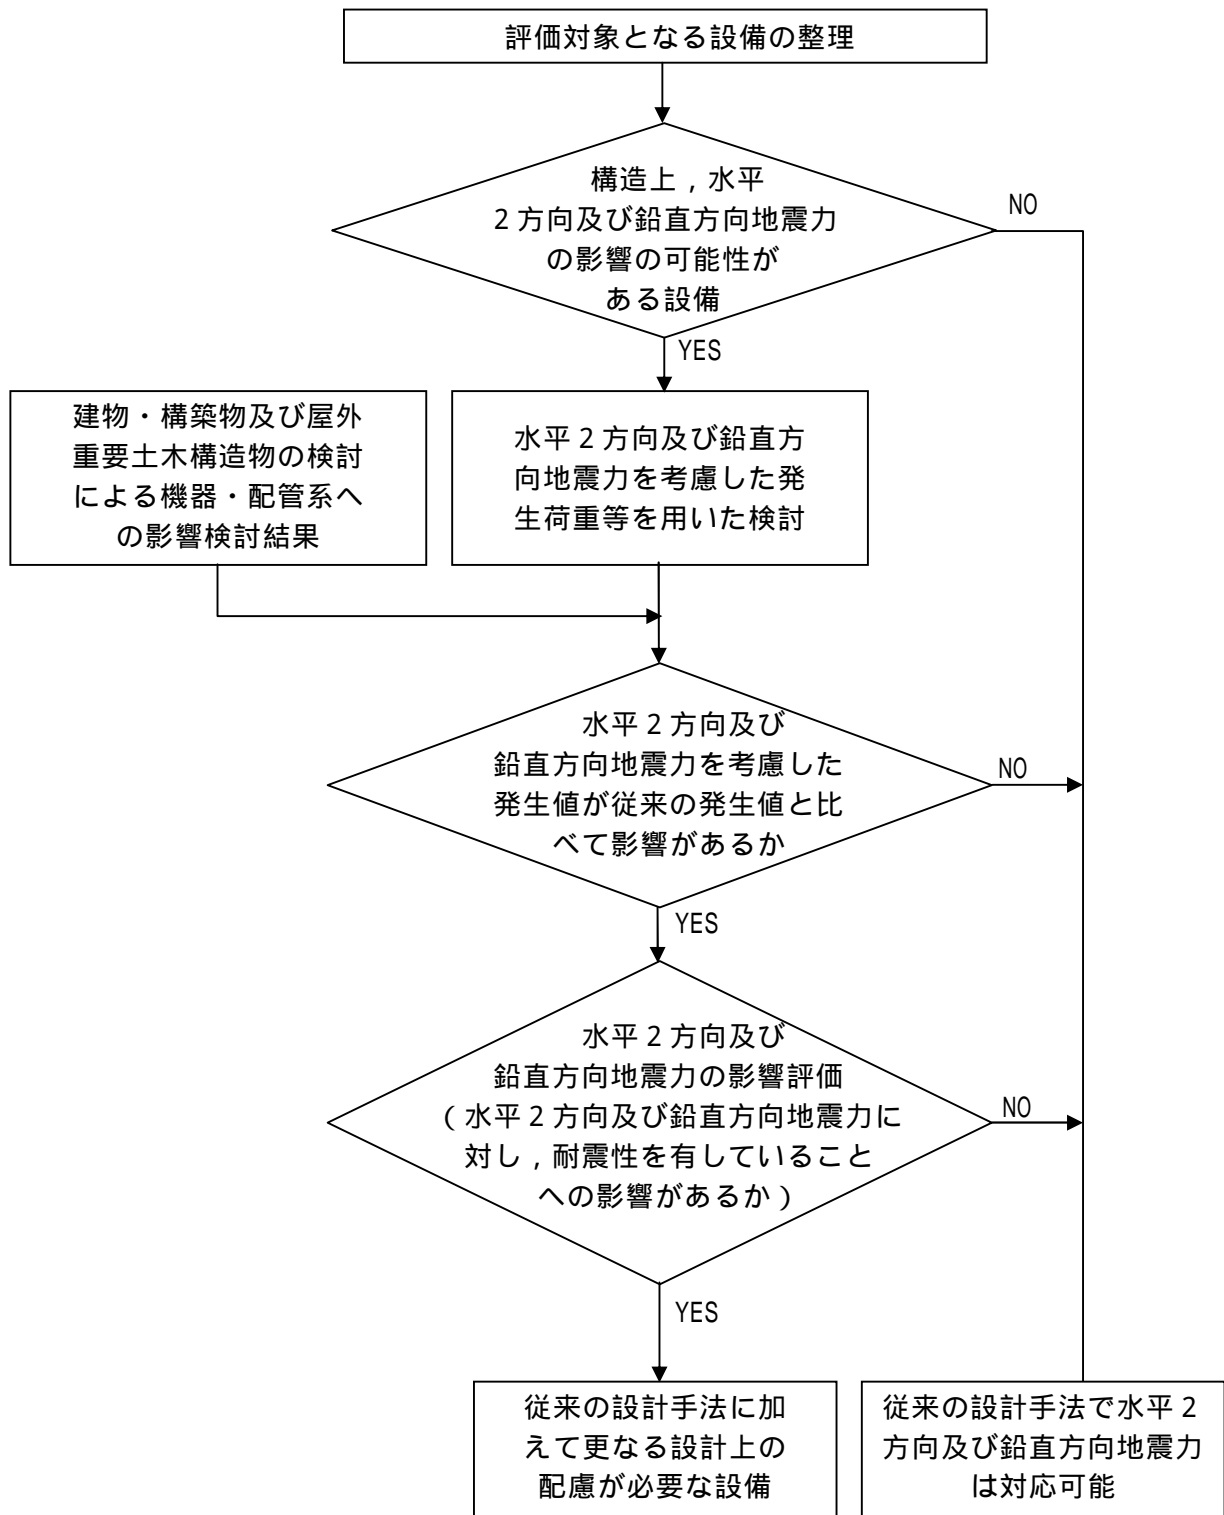 評価対象となる設備の整理
構造上，水平
２方向及び鉛直方向地震力
の影響の可能性が
ある設備
NO
YES
建物・構築物及び屋外
重要土木構造物の検討
による機器・配管系へ
の影響検討結果
水平２方向及び鉛直方
向地震力を考慮した発
生荷重等を用いた検討
水平２方向及び
鉛直方向地震力を考慮した
発生値が従来の発生値と比
べて影響があるか
NO
YES
水平２方向及び
鉛直方向地震力の影響評価
（水平２方向及び鉛直方向地震力に
対し，耐震性を有していること
への影響があるか）
NO
YES
従来の設計手法に加
えて更なる設計上の
配慮が必要な設備
従来の設計手法で水平２
方向及び鉛直方向地震力
は対応可能